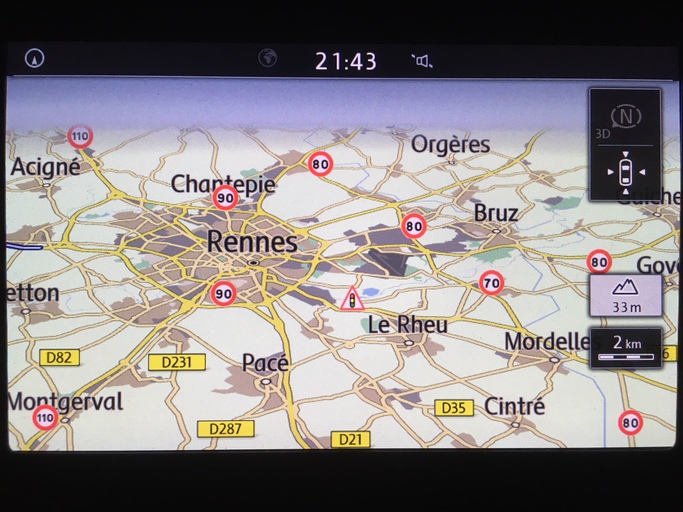 21:43
N
3D
110
80
Orgères
Acigné
Chantepie
90
80
Bruz
Rennes
80
Gove
etton
90
70
33 m
Le Rheu
2 km
Mordelles
D82
D231
Pacé
6
Montgerval
110
D35
Cintré
80
D287
D21